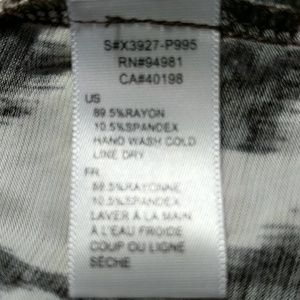 S#X3927-P995
RN#94981
CA#40198
US
89.5%RAYON
10.5%SPANDEX
HAND WASH COLD
LINE DRY
FR
89.5%RAYONNE
10.5%SPANDEX
LAVER À LA MAIN
À L'EAU FROIDE
COUP OU LIGNE
SÈCHE